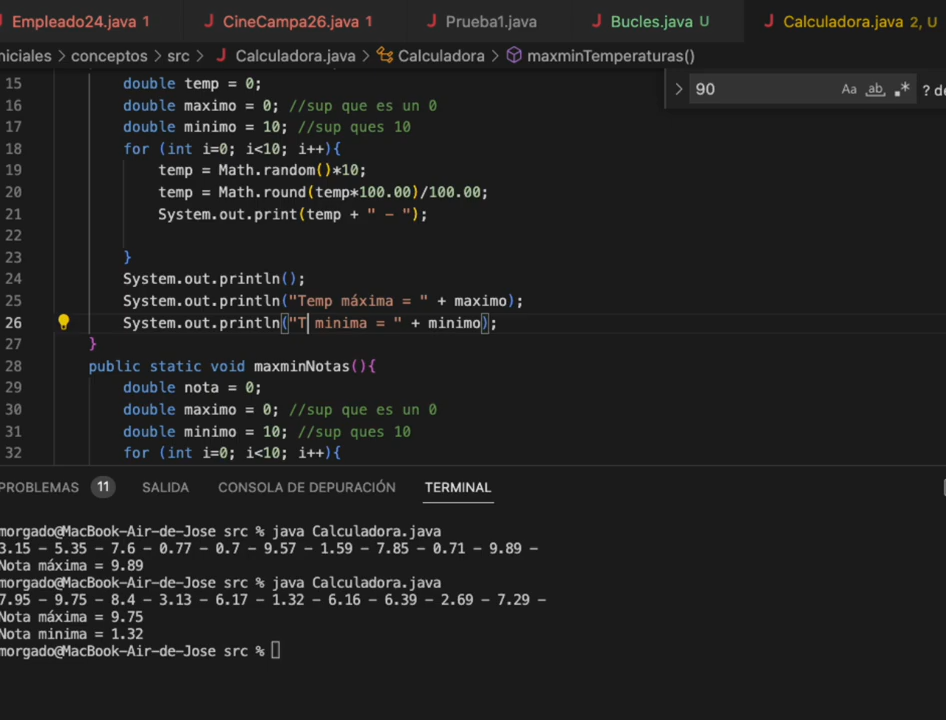 Empleado24.java 1 CineCampa26.java 1 Prueba1.java Bucles.java U Calculadora.java 2, U
niciales > conceptos > src > Calculadora.java > Calculadora > maxminTemperaturas()
90 Aa ab .* ? de
15 double temp = 0;
16 double maximo = 0; //sup que es un 0
17 double minimo = 10; //sup ques 10
18 for (int i=0; i<10; i++){
19 temp = Math.random()*10;
20 temp = Math.round(temp*100.00)/100.00;
21 System.out.print(temp + " - ");
22
23 }
24 System.out.println();
25 System.out.println("Temp máxima = " + maximo);
26 System.out.println("T minima = " + minimo);
27 }
28 public static void maxminNotas(){
29 double nota = 0;
30 double maximo = 0; //sup que es un 0
31 double minimo = 10; //sup ques 10
32 for (int i=0; i<10; i++){
PROBLEMAS 11 SALIDA CONSOLA DE DEPURACIÓN TERMINAL
morgado@MacBook-Air-de-Jose src % java Calculadora.java
3.15 - 5.35 - 7.6 - 0.77 - 0.7 - 9.57 - 1.59 - 7.85 - 0.71 - 9.89 -
Nota máxima = 9.89
morgado@MacBook-Air-de-Jose src % java Calculadora.java
7.95 - 9.75 - 8.4 - 3.13 - 6.17 - 1.32 - 6.16 - 6.39 - 2.69 - 7.29 -
Nota máxima = 9.75
Nota minima = 1.32
morgado@MacBook-Air-de-Jose src %